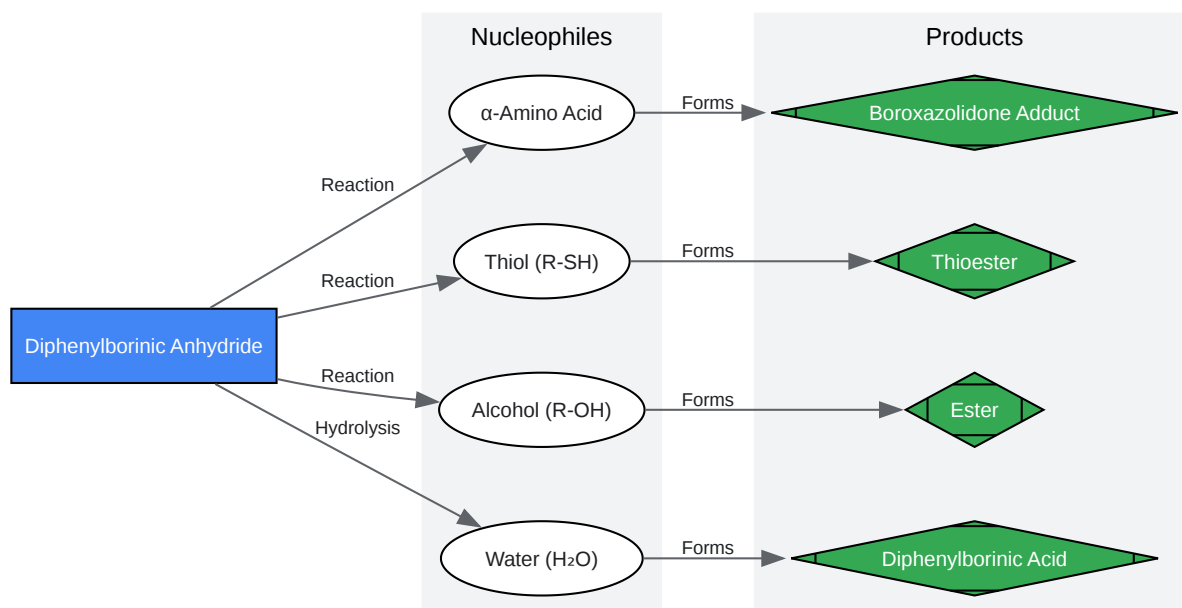 Nucleophiles
Products
α-Amino Acid
Forms
Boroxazolidone Adduct
Reaction
Thiol (R-SH)
Forms
Thioester
Reaction
Diphenylborinic Anhydride
Reaction
Alcohol (R-OH)
Forms
Ester
Hydrolysis
Water (H₂O)
Forms
Diphenylborinic Acid